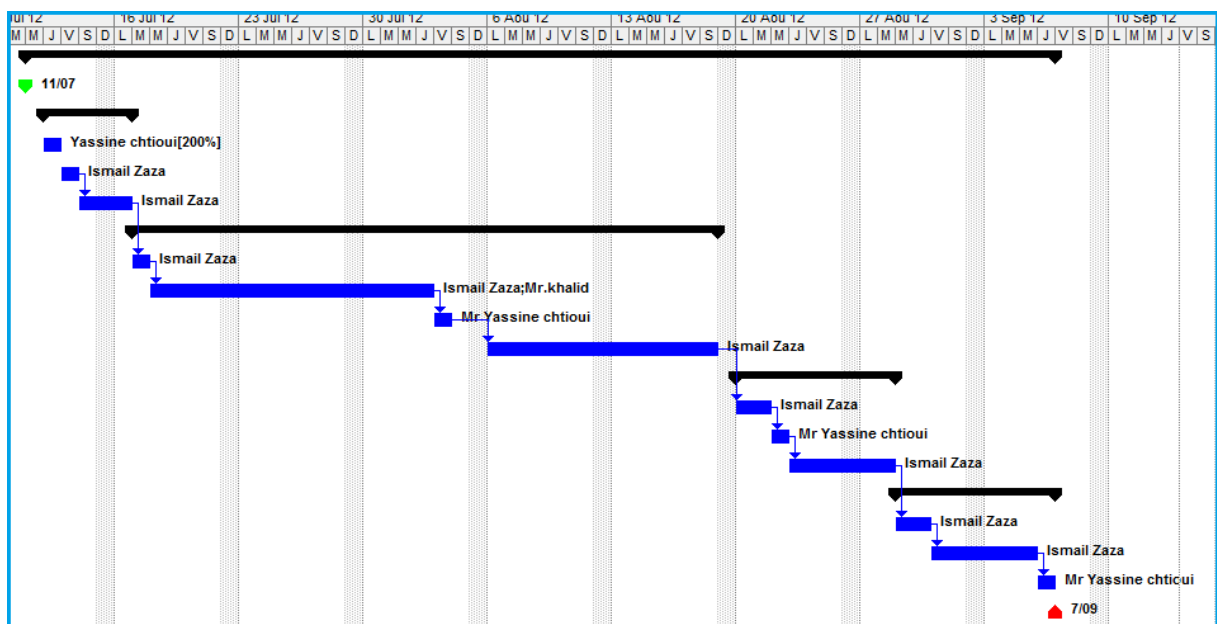 Jul 12 16 Jul 12 23 Jul 12 30 Jul 12 6 Aoû 12 13 Aoû 12 20 Aoû 12 27 Aoû 12 3 Sep 12 10 Sep 12
M M J V S D L M M J V S D L M M J V S D L M M J V S D L M M J V S D L M M J V S D L M M J V S D L M M J V S D L M M J V S D L M M J V S
11/07
Yassine chtioui[200%]
Ismail Zaza
Ismail Zaza
Ismail Zaza
Ismail Zaza;Mr.khalid
Mr Yassine chtioui
Ismail Zaza
Ismail Zaza
Mr Yassine chtioui
Ismail Zaza
Ismail Zaza
Ismail Zaza
Mr Yassine chtioui
7/09